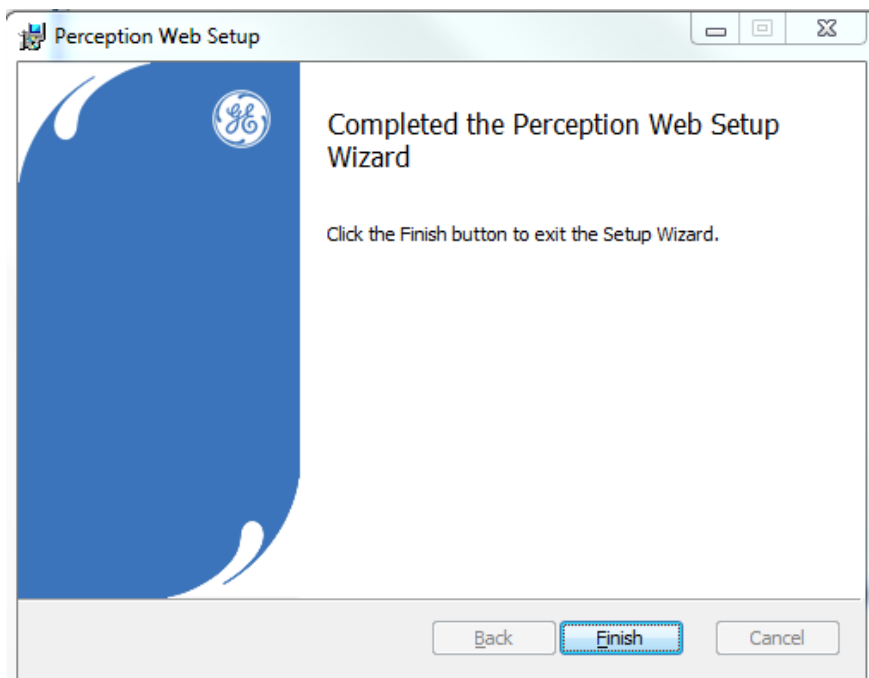 Perception Web Setup
GE
Completed the Perception Web Setup
Wizard
Click the Finish button to exit the Setup Wizard.
Back
Finish
Cancel